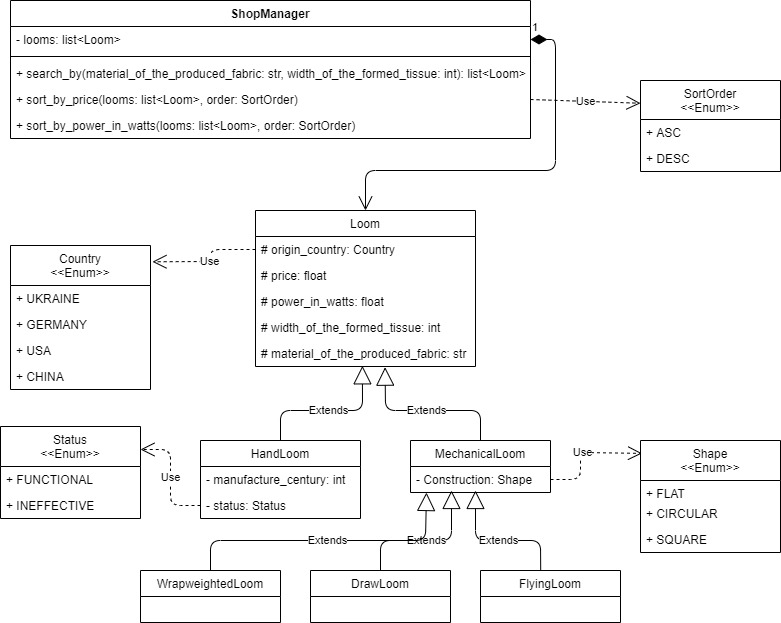 ShopManager
- looms: list<Loom>
+ search_by(material_of_the_produced_fabric: str, width_of_the_formed_tissue: int): list<Loom>
+ sort_by_price(looms: list<Loom>, order: SortOrder)
+ sort_by_power_in_watts(looms: list<Loom>, order: SortOrder)
1
Use
SortOrder
<<Enum>>
+ ASC
+ DESC
Loom
# origin_country: Country
# price: float
# power_in_watts: float
# width_of_the_formed_tissue: int
# material_of_the_produced_fabric: str
Use
Country
<<Enum>>
+ UKRAINE
+ GERMANY
+ USA
+ CHINA
Extends
Extends
Status
<<Enum>>
+ FUNCTIONAL
+ INEFFECTIVE
Use
HandLoom
- manufacture_century: int
- status: Status
MechanicalLoom
- Construction: Shape
Use
Shape
<<Enum>>
+ FLAT
+ CIRCULAR
+ SQUARE
Extends
Extends
Extends
WrapweightedLoom
DrawLoom
FlyingLoom